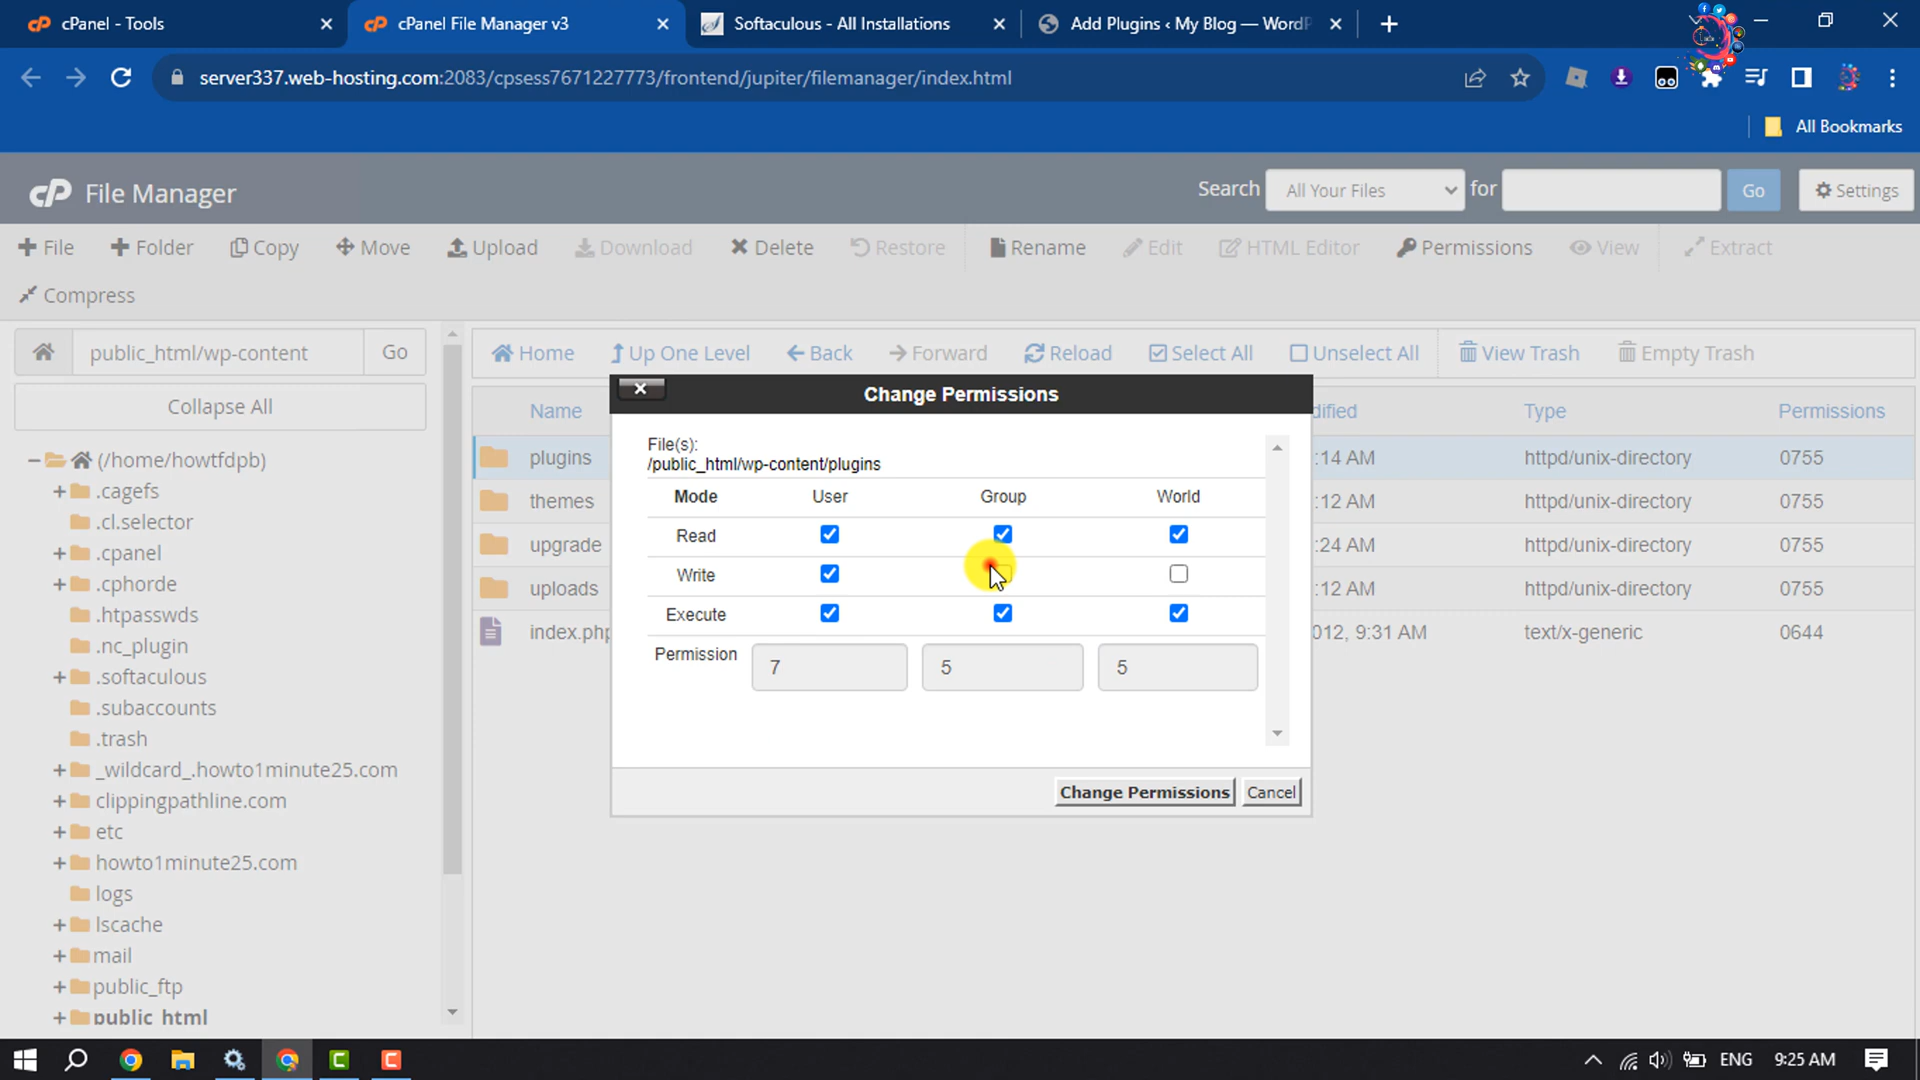 cPanel - Tools
cPanel File Manager v3
Softaculous - All Installations
Add Plugins ‹ My Blog — WordP
server337.web-hosting.com:2083/cpsess7671227773/frontend/jupiter/filemanager/index.html
All Bookmarks
cP File Manager
Search All Your Files for Go Settings
File Folder Copy Move Upload Download Delete Restore Rename Edit HTML Editor Permissions View Extract
Compress
public_html/wp-content Go
Home Up One Level Back Forward Reload Select All Unselect All View Trash Empty Trash
Collapse All
Name dified Type Permissions
(/home/howtfdpb)
.cagefs
.cl.selector
.cpanel
.cphorde
.htpasswds
.nc_plugin
.softaculous
.subaccounts
.trash
_wildcard_.howto1minute25.com
clippingpathline.com
etc
howto1minute25.com
logs
lscache
mail
public_ftp
public_html
plugins :14 AM httpd/unix-directory 0755
themes :12 AM httpd/unix-directory 0755
upgrade :24 AM httpd/unix-directory 0755
uploads :12 AM httpd/unix-directory 0755
index.php 012, 9:31 AM text/x-generic 0644
Change Permissions
File(s):
/public_html/wp-content/plugins
Mode User Group World
Read
Write
Execute
Permission 7 5 5
Change Permissions Cancel
ENG 9:25 AM